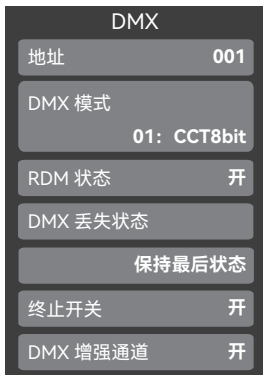 DMX
地址 001
DMX 模式
01: CCT8bit
RDM 状态 开
DMX 丢失状态
保持最后状态
终止开关 开
DMX 增强通道 开